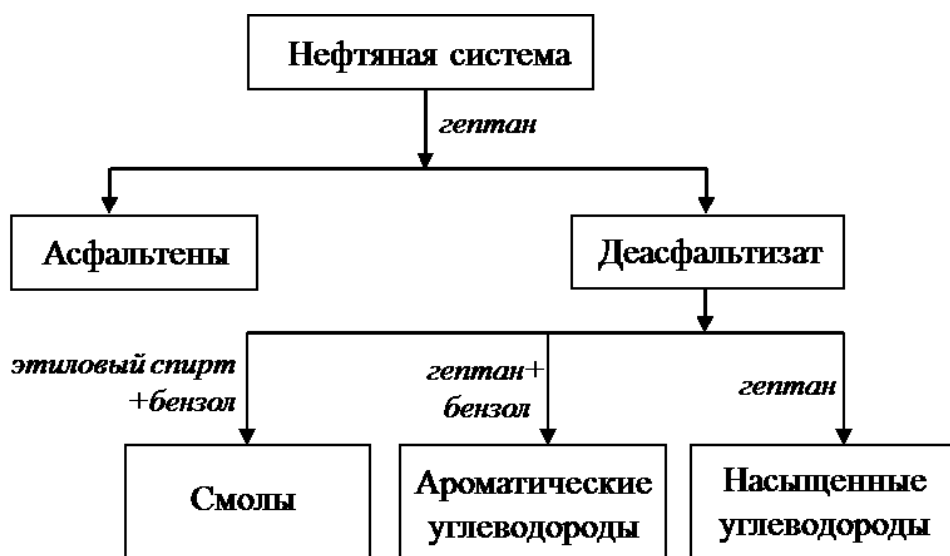 Нефтяная система
гептан
Асфальтены
Деасфальтизат
этиловый спирт
+бензол
гептан+
бензол
гептан
Смолы
Ароматические
углеводороды
Насыщенные
углеводороды